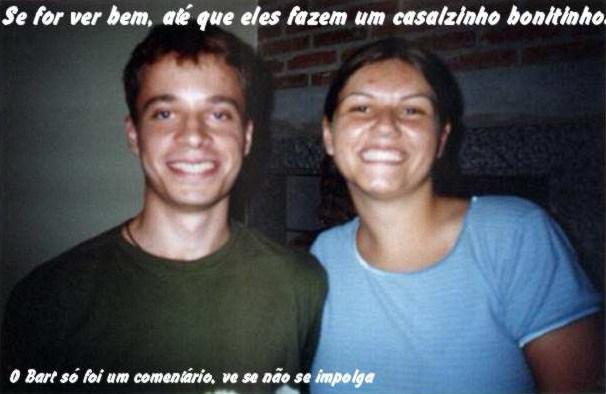 Se for ver bem, até que eles fazem um casalzinho bonitinho.
O Bart só foi um comentário, ve se não se impolga